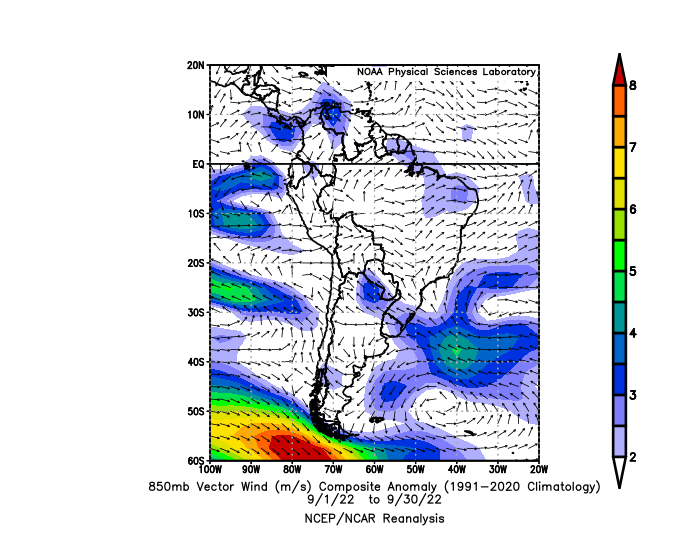 20N
NOAA Physical Sciences Laboratory
10N
EQ
10S
20S
30S
40S
50S
60S
100W 90W 80W 70W 60W 50W 40W 30W 20W
8
7
6
5
4
3
2
850mb Vector Wind (m/s) Composite Anomaly (1991-2020 Climatology)
9/1/22 to 9/30/22
NCEP/NCAR Reanalysis